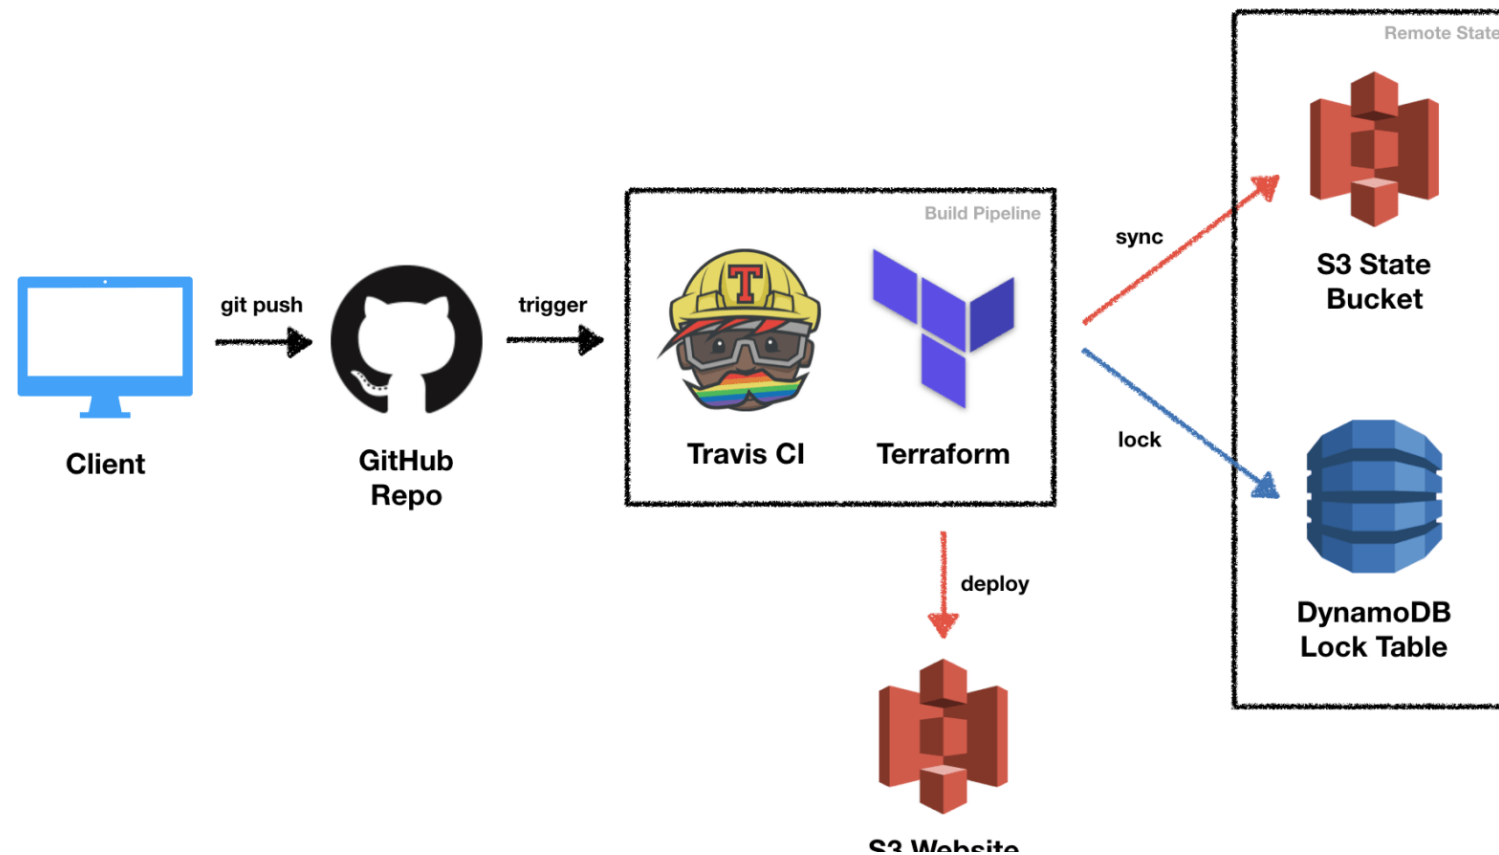 Remote State
Build Pipeline
sync
git push
trigger
T
S3 State
Bucket
lock
Client
GitHub
Repo
Travis CI
Terraform
deploy
DynamoDB
Lock Table
S3 Website